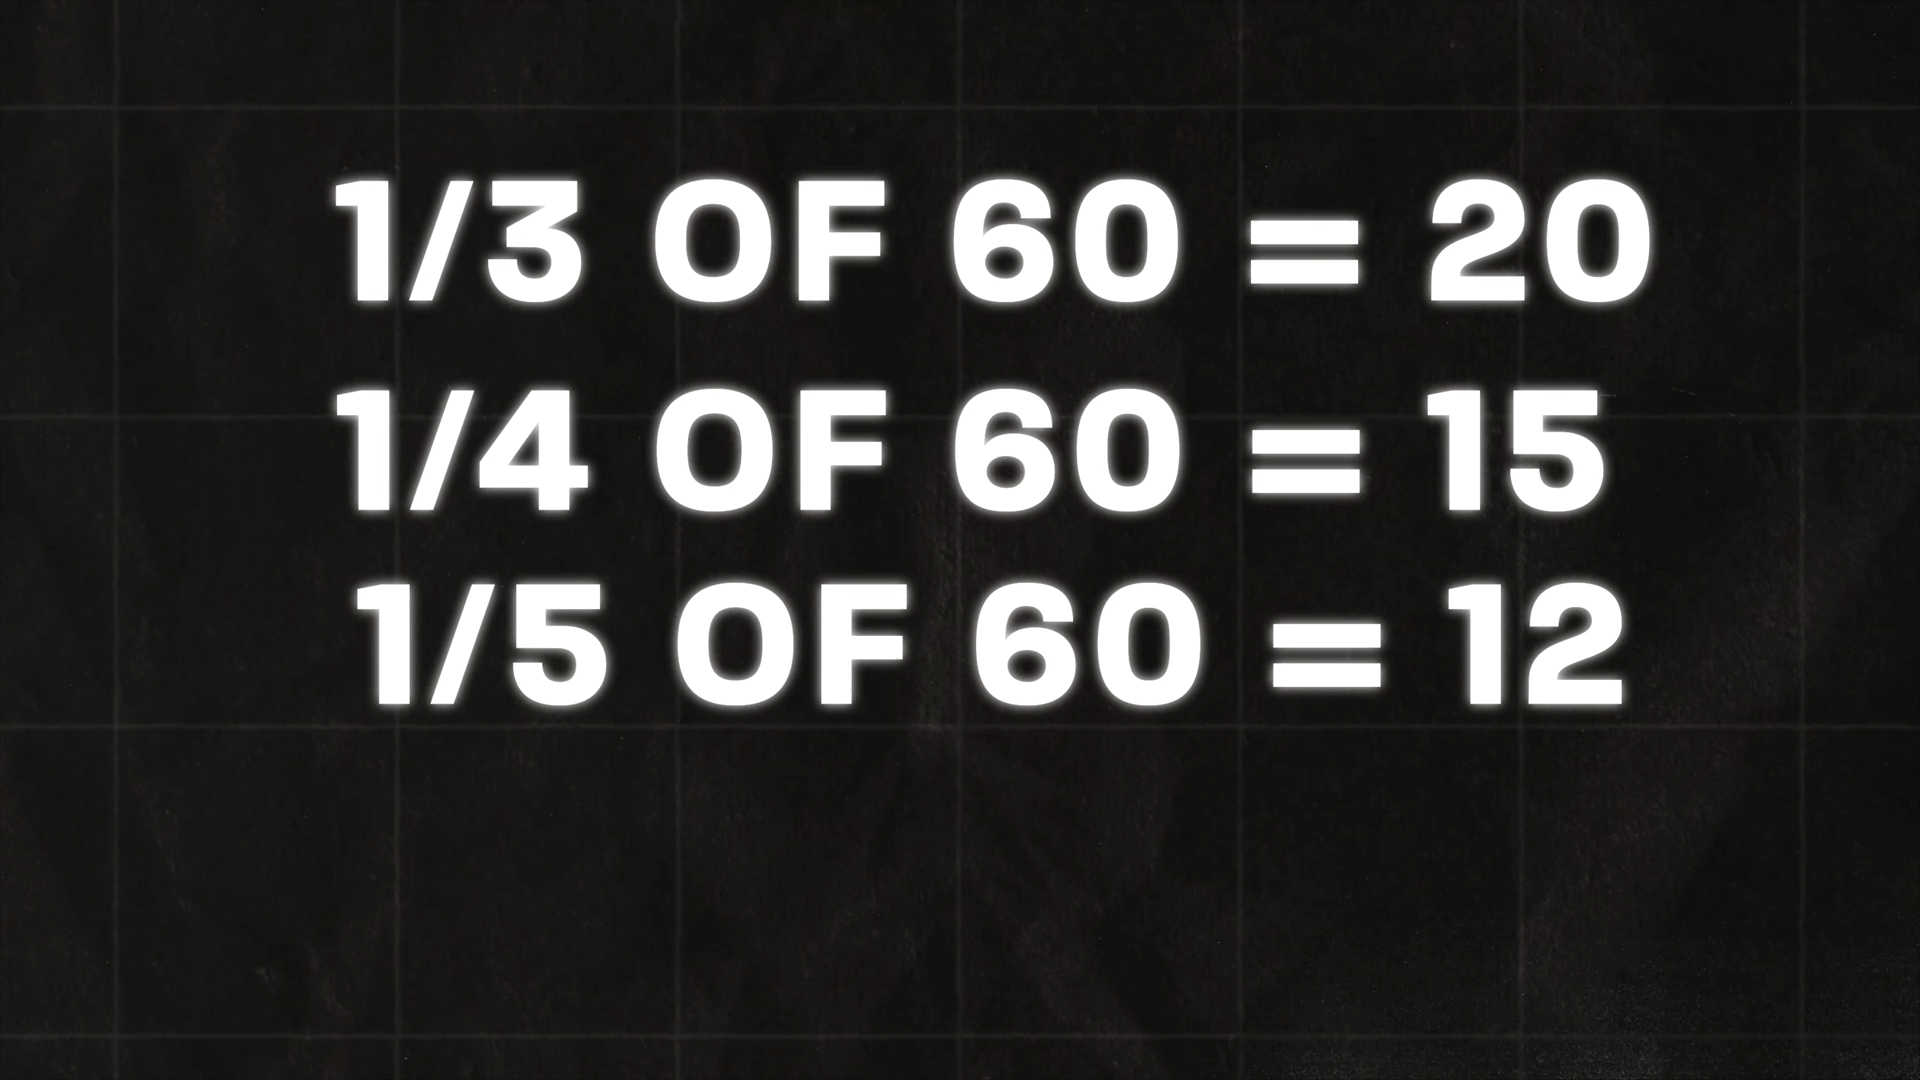 1/3 OF 60 = 20
1/4 OF 60 = 15
1/5 OF 60 = 12